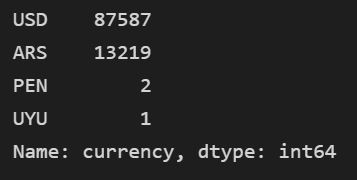 USD    87587
ARS    13219
PEN        2
UYU        1
Name: currency, dtype: int64